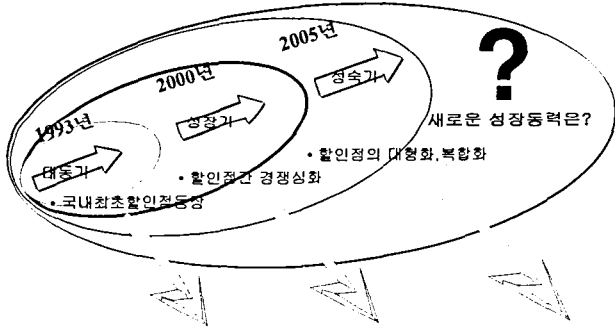 2005년
?
2000년
성숙기
새로운 성장동력은?
1993년
성장기
• 할인점의 대형화,복합화
태동기
• 할인점간 경쟁심화
• 국내최초할인점등장